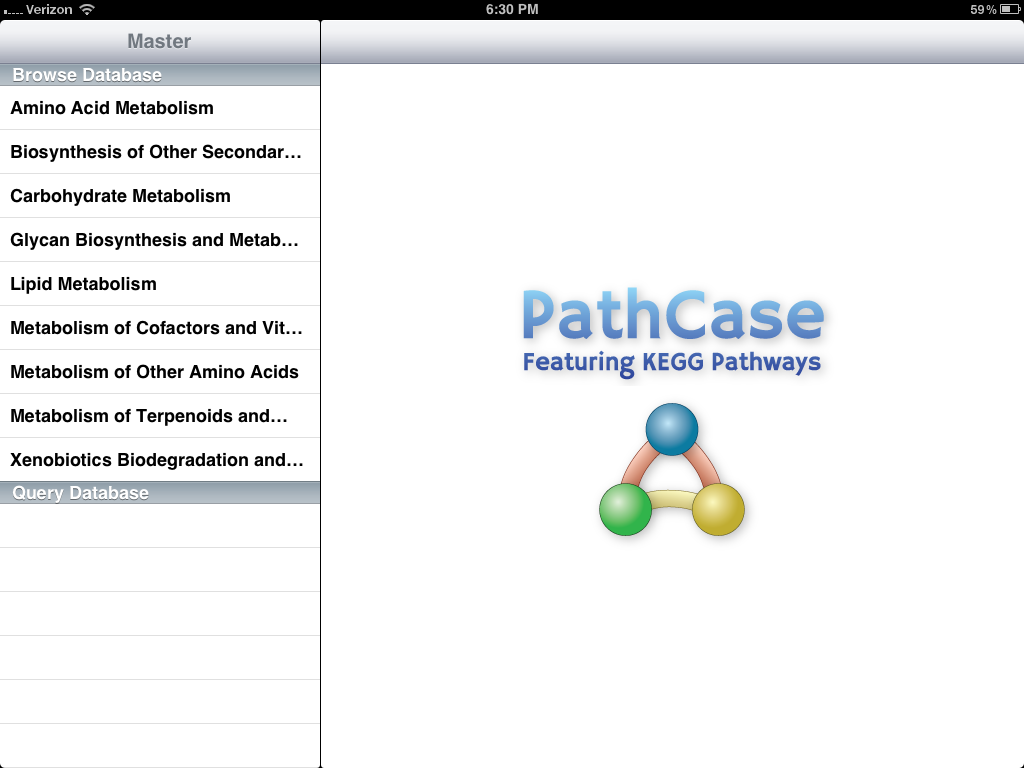 Verizon
6:30 PM
59%
Master
Browse Database
Amino Acid Metabolism
Biosynthesis of Other Secondar...
Carbohydrate Metabolism
Glycan Biosynthesis and Metab...
Lipid Metabolism
Metabolism of Cofactors and Vit...
Metabolism of Other Amino Acids
Metabolism of Terpenoids and...
Xenobiotics Biodegradation and...
Query Database
PathCase
Featuring KEGG Pathways